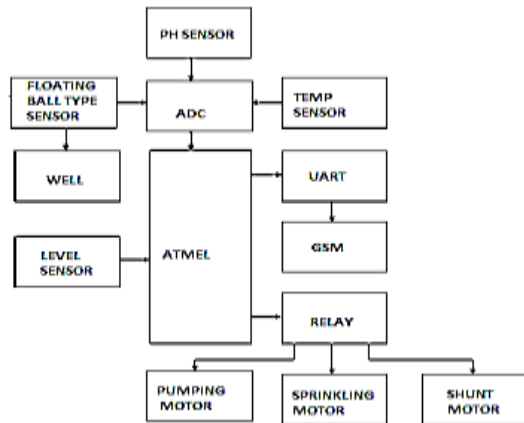 PH SENSOR
FLOATING
BALL TYPE
SENSOR
ADC
TEMP
SENSOR
WELL
ATMEL
UART
LEVEL
SENSOR
GSM
RELAY
PUMPING
MOTOR
SPRINKLING
MOTOR
SHUNT
MOTOR